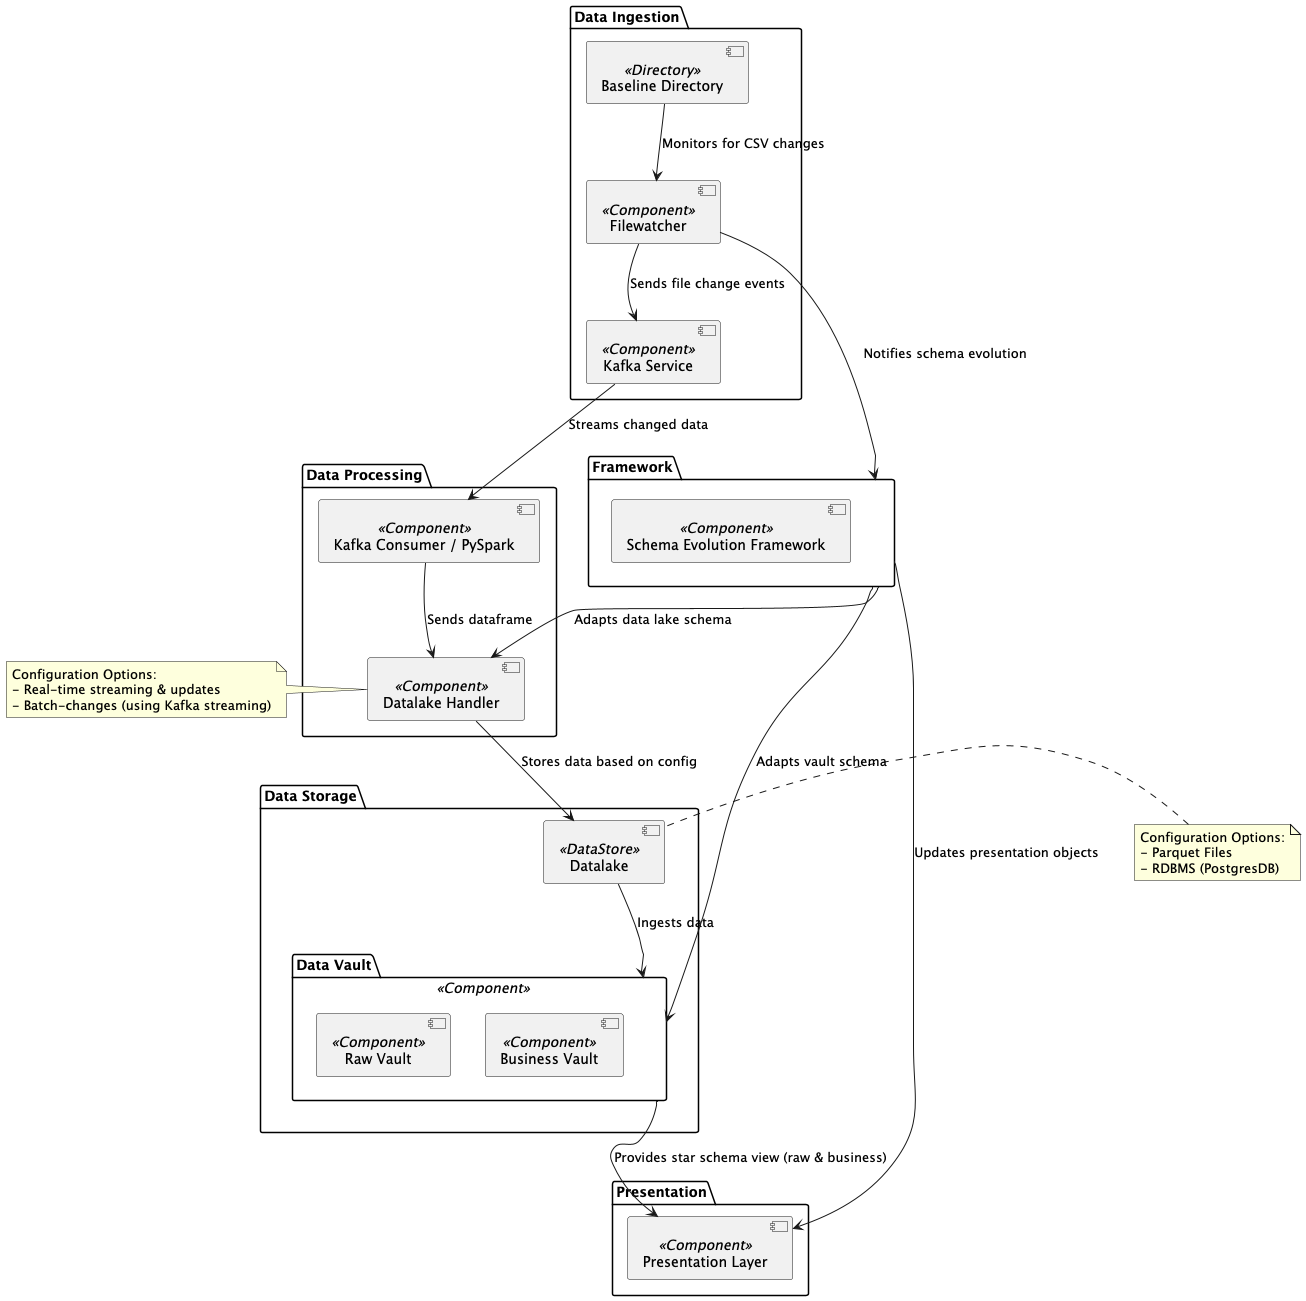 Data Ingestion
«Directory»
Baseline Directory
Monitors for CSV changes
«Component»
Filewatcher
Sends file change events
«Component»
Kafka Service
Notifies schema evolution
Streams changed data
Data Processing
«Component»
Kafka Consumer / PySpark
Framework
«Component»
Schema Evolution Framework
Sends dataframe
Adapts data lake schema
Configuration Options:
- Real-time streaming & updates
- Batch-changes (using Kafka streaming)
«Component»
Datalake Handler
Stores data based on config
Adapts vault schema
Data Storage
«DataStore»
Datalake
Updates presentation objects
Configuration Options:
- Parquet Files
- RDBMS (PostgresDB)
Ingests data
Data Vault
«Component»
«Component»
Raw Vault
«Component»
Business Vault
Provides star schema view (raw & business)
Presentation
«Component»
Presentation Layer